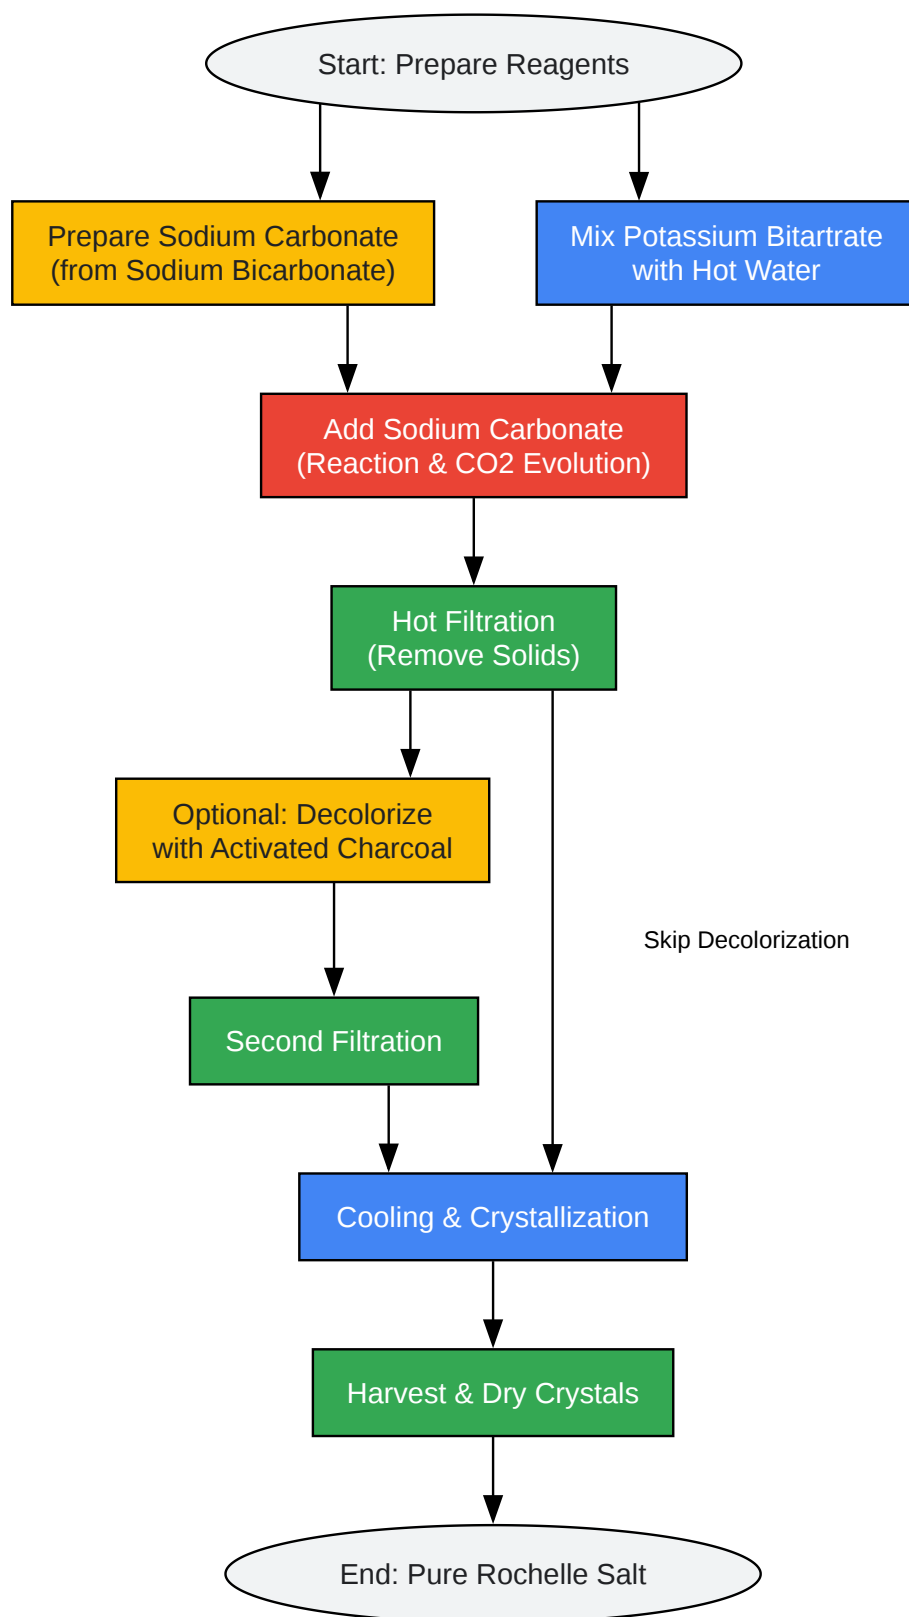 Start: Prepare Reagents
Prepare Sodium Carbonate
(from Sodium Bicarbonate)
Mix Potassium Bitartrate
with Hot Water
Add Sodium Carbonate
(Reaction & CO2 Evolution)
Hot Filtration
(Remove Solids)
Optional: Decolorize
with Activated Charcoal
Skip Decolorization
Second Filtration
Cooling & Crystallization
Harvest & Dry Crystals
End: Pure Rochelle Salt